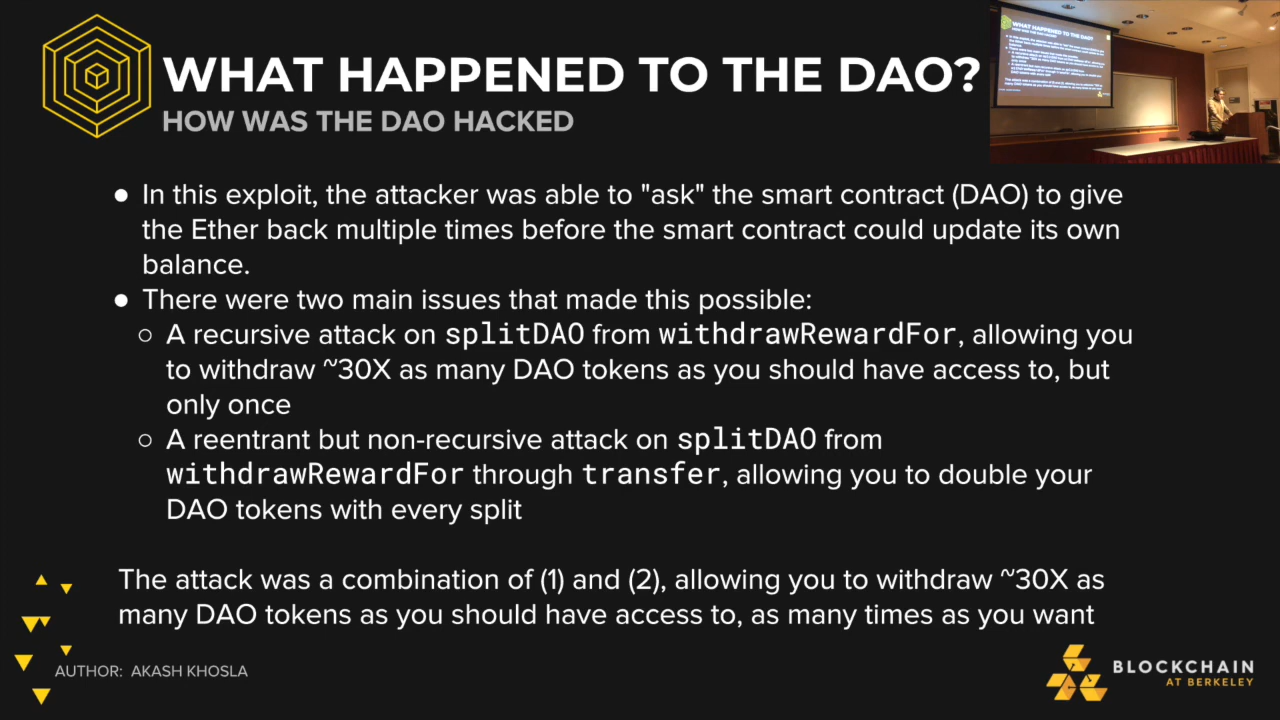 WHAT HAPPENED TO THE DAO?
HOW WAS THE DAO HACKED
● In this exploit, the attacker was able to "ask" the smart contract (DAO) to give
the Ether back multiple times before the smart contract could update its own
balance.
● There were two main issues that made this possible:
○ A recursive attack on splitDAO from withdrawRewardFor, allowing you
to withdraw ~30X as many DAO tokens as you should have access to, but
only once
○ A reentrant but non-recursive attack on splitDAO from
withdrawRewardFor through transfer, allowing you to double your
DAO tokens with every split
The attack was a combination of (1) and (2), allowing you to withdraw ~30X as
many DAO tokens as you should have access to, as many times as you want
AUTHOR: AKASH KHOSLA
BLOCKCHAIN
AT BERKELEY
WHAT HAPPENED TO THE DAO?